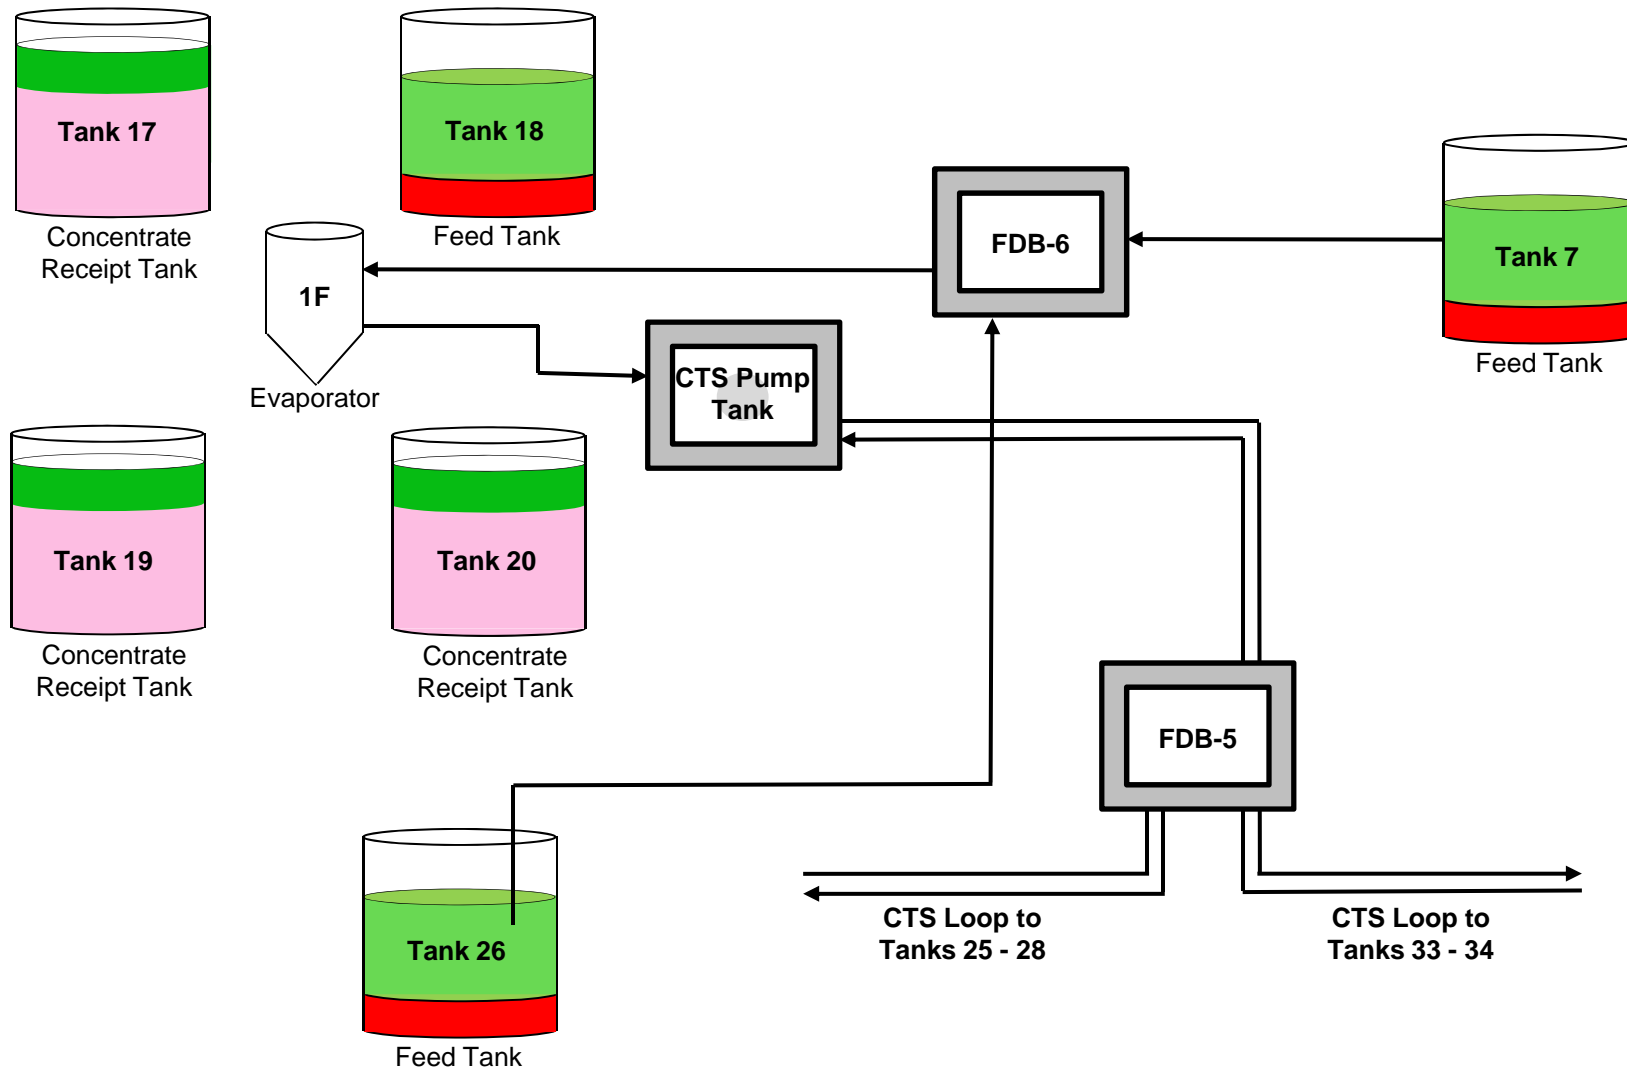 Tank 17
Concentrate
Receipt Tank
Tank 18
Feed Tank
1F
Evaporator
FDB-6
Tank 7
Feed Tank
CTS Pump
Tank
Tank 19
Concentrate
Receipt Tank
Tank 20
Concentrate
Receipt Tank
FDB-5
Tank 26
Feed Tank
CTS Loop to
Tanks 25 - 28
CTS Loop to
Tanks 33 - 34